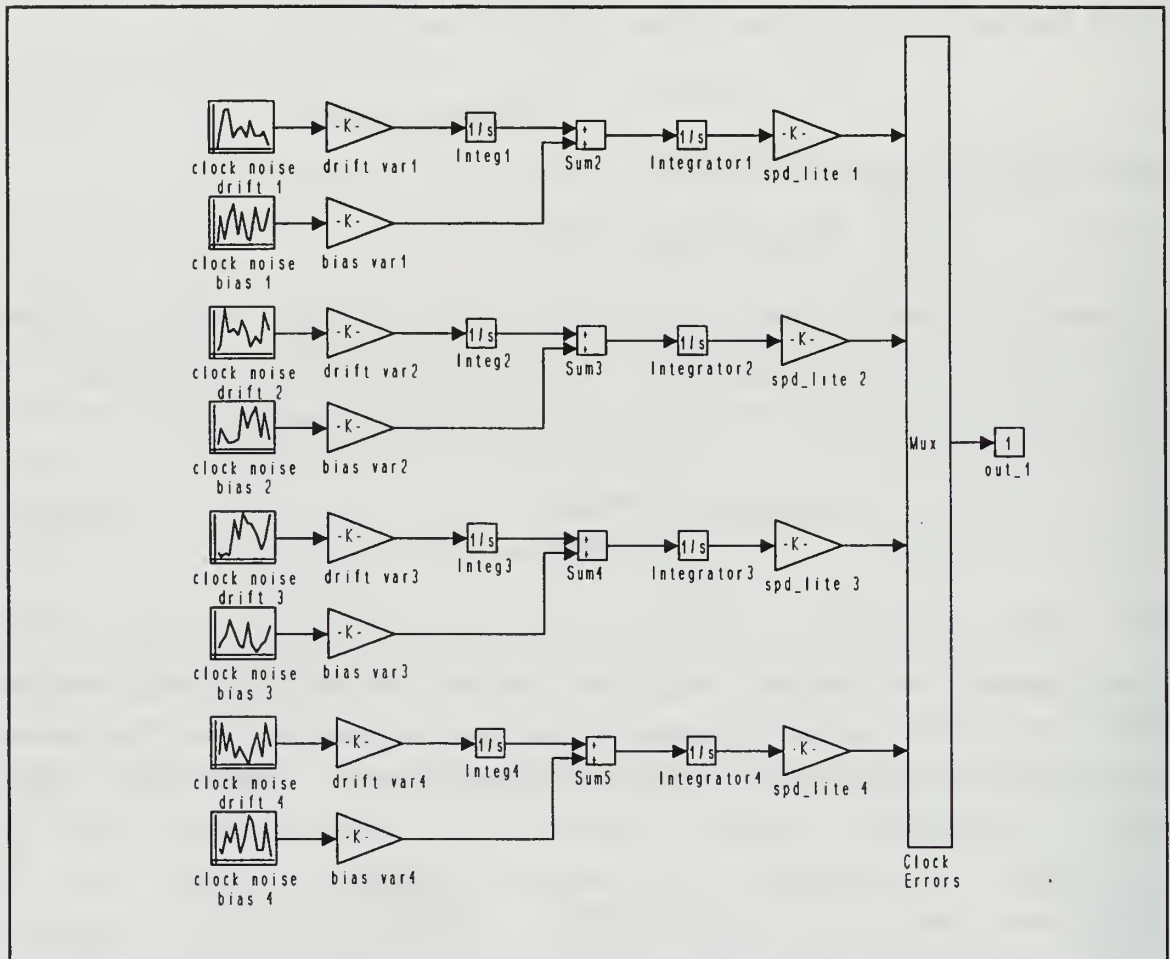 -K-
1/s
+
+
1/s
-K-
clock noise
drift 1
drift var1
Integ1
Sum2
Integrator1
spd_lite 1
-K-
clock noise
bias 1
bias var1
-K-
1/s
+
+
1/s
-K-
clock noise
drift 2
drift var2
Integ2
Sum3
Integrator2
spd_lite 2
-K-
clock noise
bias 2
bias var2
Mux
1
out_1
-K-
1/s
+
+
1/s
-K-
clock noise
drift 3
drift var3
Integ3
Sum4
Integrator3
spd_lite 3
-K-
clock noise
bias 3
bias var3
-K-
1/s
+
+
1/s
-K-
clock noise
drift 4
drift var4
Integ4
Sum5
Integrator4
spd_lite 4
-K-
clock noise
bias 4
bias var4
Clock
Errors